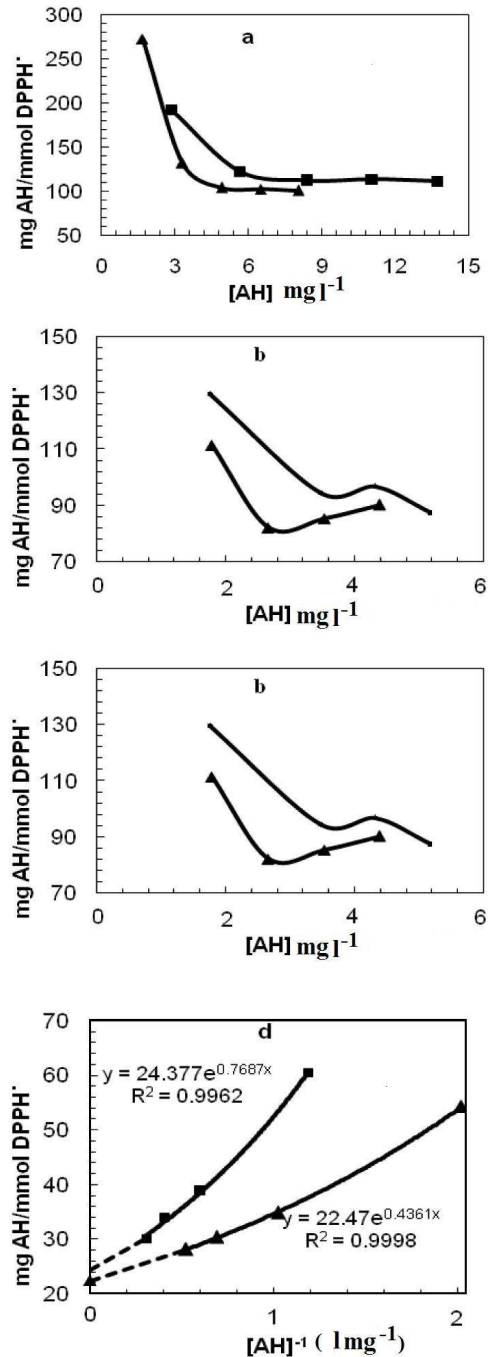 300
a
250
200
150
100
50
0 3 6 9 12 15
mg AH/mmol DPPH·
[AH] mg l⁻¹
150
b
130
110
90
70
0 2 4 6
mg AH/mmol DPPH·
[AH] mg l⁻¹
150
b
130
110
90
70
0 2 4 6
mg AH/mmol DPPH·
[AH] mg l⁻¹
70
d
60
y = 24.377e^0.7687x
R² = 0.9962
50
40
y = 22.47e^0.4361x
R² = 0.9998
30
20
0 1 2
mg AH/mmol DPPH·
[AH]⁻¹ ( l mg⁻¹)